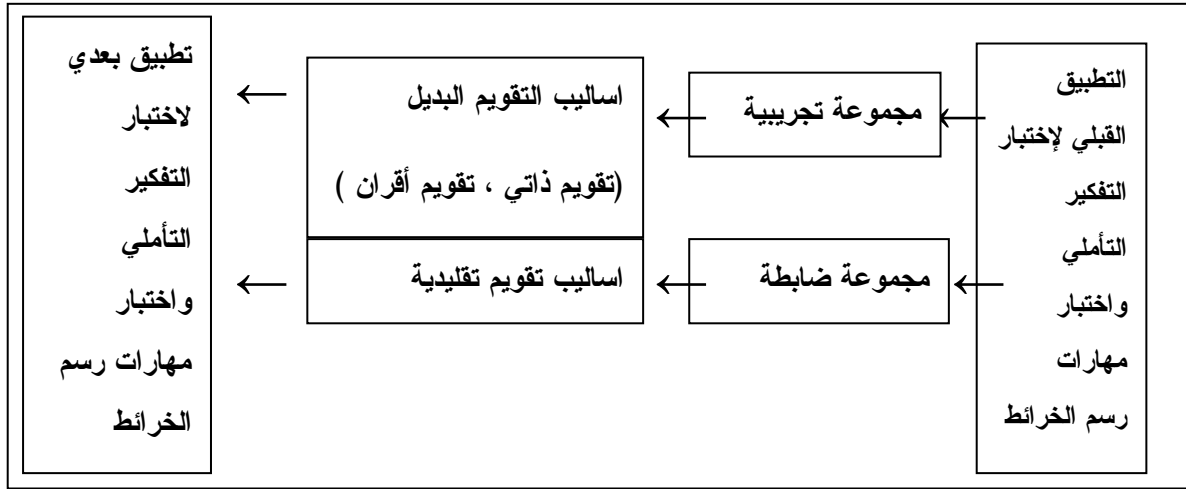 التطبيق
القبلي لإختبار
التفكير
التأملي
واختبار
مهارات
رسم الخرائط
مجموعة تجريبية
مجموعة ضابطة
اساليب التقويم البديل
(تقويم ذاتي ، تقويم أقران )
اساليب تقويم تقليدية
تطبيق بعدي
لاختبار
التفكير
التأملي
واختبار
مهارات رسم
الخرائط